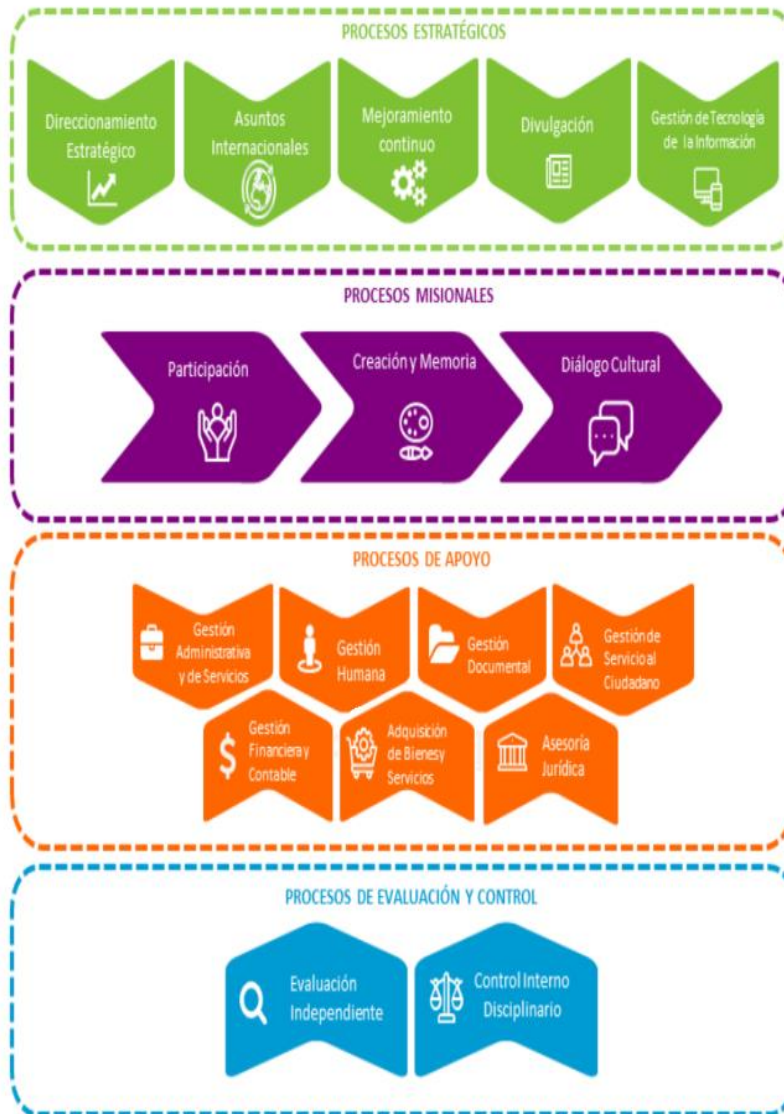 PROCESOS ESTRATÉGICOS
Direccionamiento
Estratégico
Asuntos
Internacionales
Mejoramiento
continuo
Divulgación
Gestión de Tecnología
de la Información
PROCESOS MISIONALES
Participación
Creación y Memoria
Diálogo Cultural
PROCESOS DE APOYO
Gestión
Administrativa
y de Servicios
Gestión
Humana
Gestión
Documental
Gestión de
Servicio al
Ciudadano
$
Gestión
Financiera y
Contable
Adquisición
de Bienes y
Servicios
Asesoría
Jurídica
PROCESOS DE EVALUACIÓN Y CONTROL
Evaluación
Independiente
Control Interno
Disciplinario